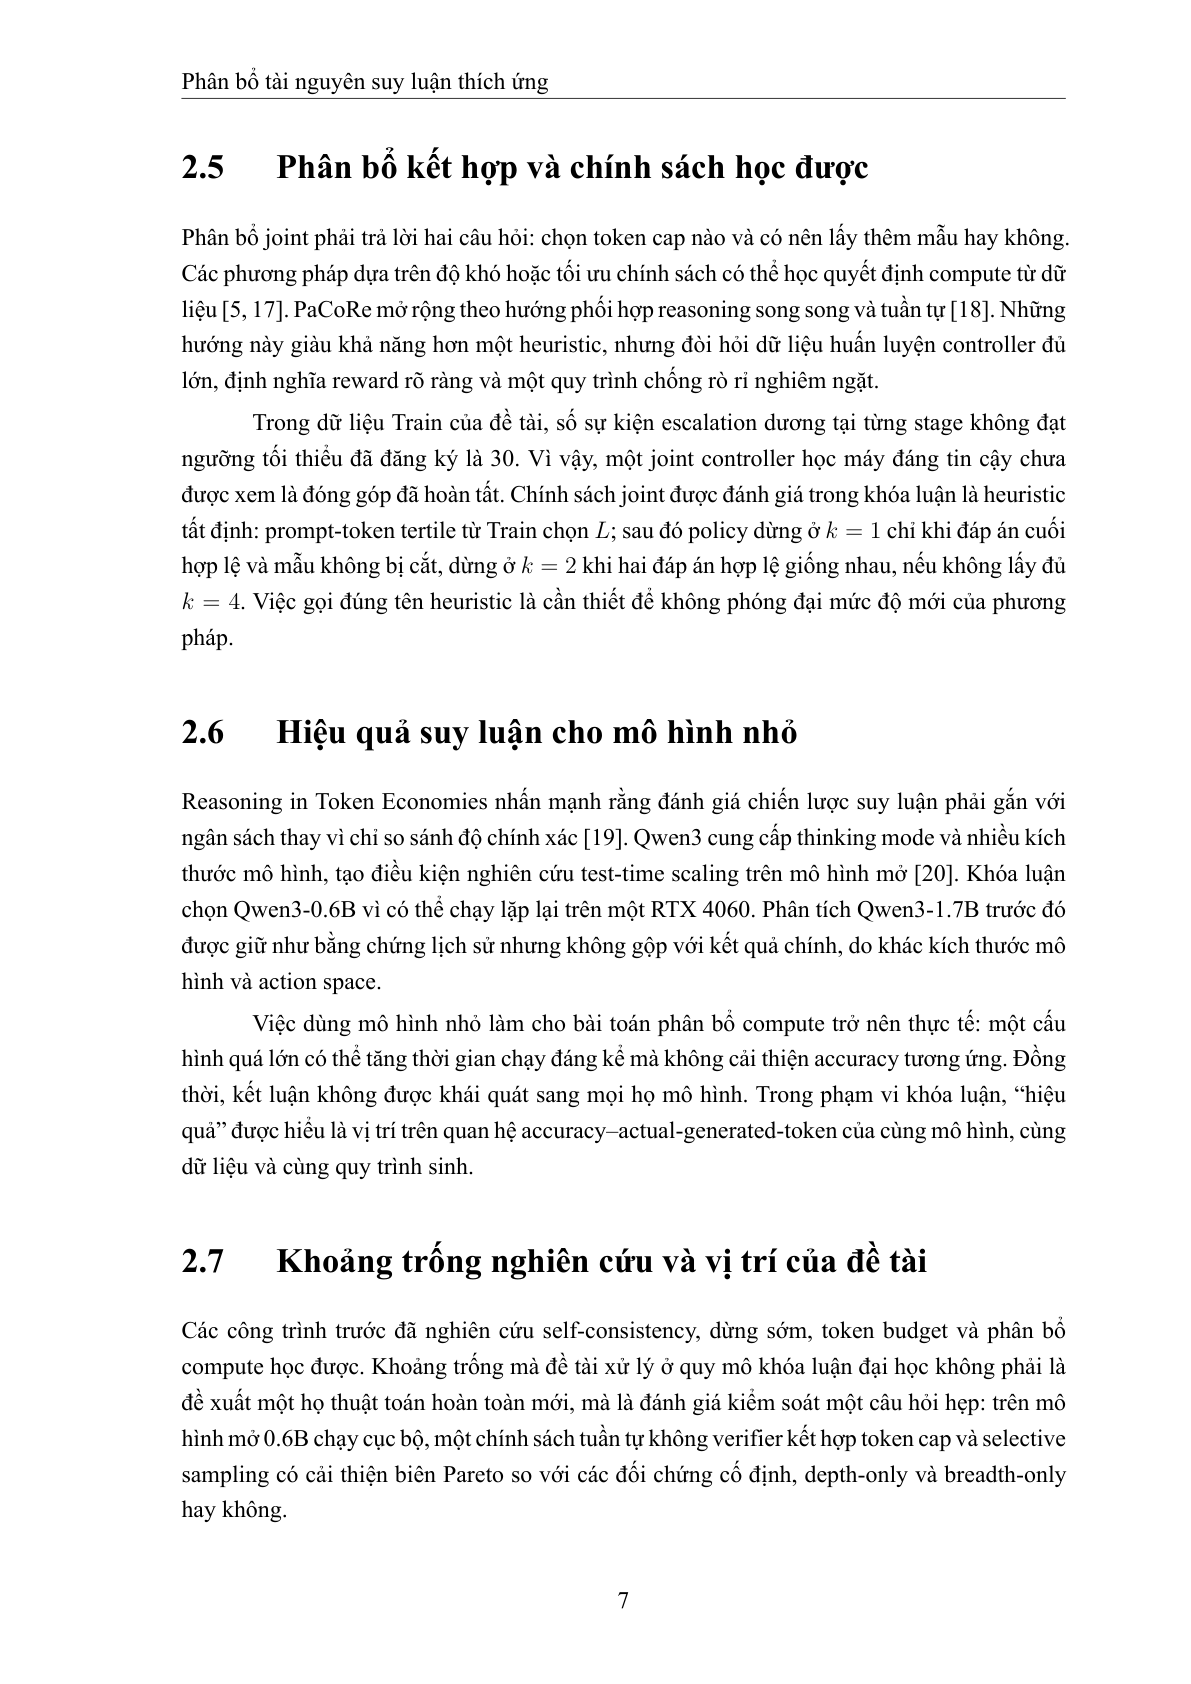 Phân bổ tài nguyên suy luận thích ứng
2.5 Phân bổ kết hợp và chính sách học được
Phân bổ joint phải trả lời hai câu hỏi: chọn token cap nào và có nên lấy thêm mẫu hay không.
Các phương pháp dựa trên độ khó hoặc tối ưu chính sách có thể học quyết định compute từ dữ
liệu [5, 17]. PaCoRe mở rộng theo hướng phối hợp reasoning song song và tuần tự [18]. Những
hướng này giàu khả năng hơn một heuristic, nhưng đòi hỏi dữ liệu huấn luyện controller đủ
lớn, định nghĩa reward rõ ràng và một quy trình chống rò rỉ nghiêm ngặt.
Trong dữ liệu Train của đề tài, số sự kiện escalation dương tại từng stage không đạt
ngưỡng tối thiểu đã đăng ký là 30. Vì vậy, một joint controller học máy đáng tin cậy chưa
được xem là đóng góp đã hoàn tất. Chính sách joint được đánh giá trong khóa luận là heuristic
tất định: prompt-token tertile từ Train chọn L; sau đó policy dừng ở k = 1 chỉ khi đáp án cuối
hợp lệ và mẫu không bị cắt, dừng ở k = 2 khi hai đáp án hợp lệ giống nhau, nếu không lấy đủ
k = 4. Việc gọi đúng tên heuristic là cần thiết để không phóng đại mức độ mới của phương
pháp.
2.6 Hiệu quả suy luận cho mô hình nhỏ
Reasoning in Token Economies nhấn mạnh rằng đánh giá chiến lược suy luận phải gắn với
ngân sách thay vì chỉ so sánh độ chính xác [19]. Qwen3 cung cấp thinking mode và nhiều kích
thước mô hình, tạo điều kiện nghiên cứu test-time scaling trên mô hình mở [20]. Khóa luận
chọn Qwen3-0.6B vì có thể chạy lặp lại trên một RTX 4060. Phân tích Qwen3-1.7B trước đó
được giữ như bằng chứng lịch sử nhưng không gộp với kết quả chính, do khác kích thước mô
hình và action space.
Việc dùng mô hình nhỏ làm cho bài toán phân bổ compute trở nên thực tế: một cấu
hình quá lớn có thể tăng thời gian chạy đáng kể mà không cải thiện accuracy tương ứng. Đồng
thời, kết luận không được khái quát sang mọi họ mô hình. Trong phạm vi khóa luận, “hiệu
quả” được hiểu là vị trí trên quan hệ accuracy–actual-generated-token của cùng mô hình, cùng
dữ liệu và cùng quy trình sinh.
2.7 Khoảng trống nghiên cứu và vị trí của đề tài
Các công trình trước đã nghiên cứu self-consistency, dừng sớm, token budget và phân bổ
compute học được. Khoảng trống mà đề tài xử lý ở quy mô khóa luận đại học không phải là
đề xuất một họ thuật toán hoàn toàn mới, mà là đánh giá kiểm soát một câu hỏi hẹp: trên mô
hình mở 0.6B chạy cục bộ, một chính sách tuần tự không verifier kết hợp token cap và selective
sampling có cải thiện biên Pareto so với các đối chứng cố định, depth-only và breadth-only
hay không.
7